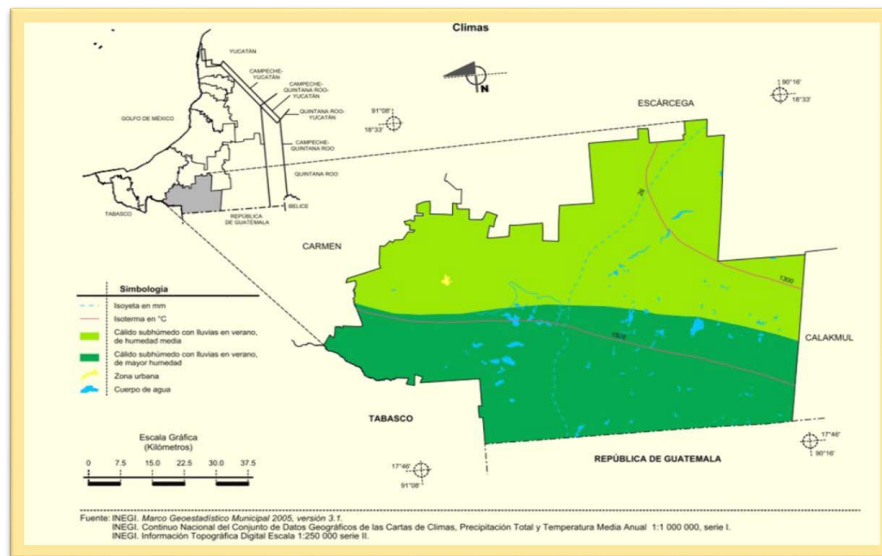 Climas
YUCATÁN
CAMPECHE-
YUCATÁN
CAMPECHE-
QUINTANA ROO-
YUCATÁN
GOLFO DE MÉXICO
QUINTANA ROO-
YUCATÁN
CAMPECHE-
QUINTANA ROO
QUINTANA ROO
BELICE
TABASCO
REPÚBLICA
DE GUATEMALA
N
91°08'
18°33'
ESCÁRCEGA
90°16'
18°33'
CARMEN
26
1300
1500
CALAKMUL
TABASCO
REPÚBLICA DE GUATEMALA
17°46'
91°08'
17°46'
90°16'
Simbología
Isoyeta en mm
Isoterma en °C
Cálido subhúmedo con lluvias en verano,
de humedad media
Cálido subhúmedo con lluvias en verano,
de mayor humedad
Zona urbana
Cuerpo de agua
Escala Gráfica
(Kilómetros)
0 7.5 15.0 22.5 30.0 37.5
Fuente: INEGI. Marco Geoestadístico Municipal 2005, versión 3.1.
INEGI. Continuo Nacional del Conjunto de Datos Geográficos de las Cartas de Climas, Precipitación Total y Temperatura Media Anual 1:1 000 000, serie I.
INEGI. Información Topográfica Digital Escala 1:250 000 serie II.